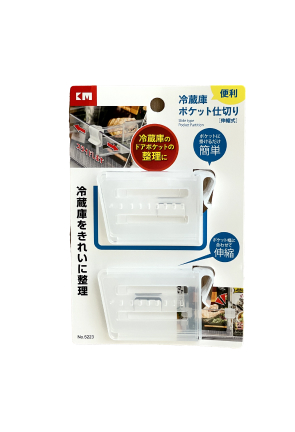 KM
便利
冷蔵庫
ポケット仕切り
Slide type
Pocket Partition
[伸縮式]
冷蔵庫の
ドアポケットの
整理に
ポケットに
掛けるだけ
簡単
冷蔵庫をきれいに整理
ポケット幅に
あわせて
伸縮
No.5223